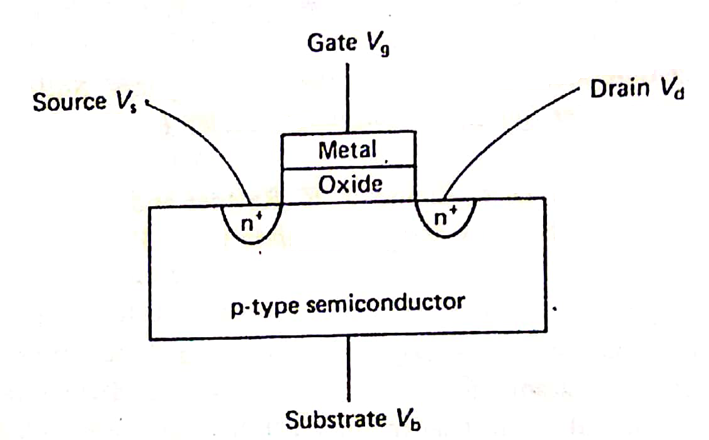 Gate V_g
Source V_s
Drain V_d
Metal
Oxide
n⁺
n⁺
p-type semiconductor
Substrate V_b